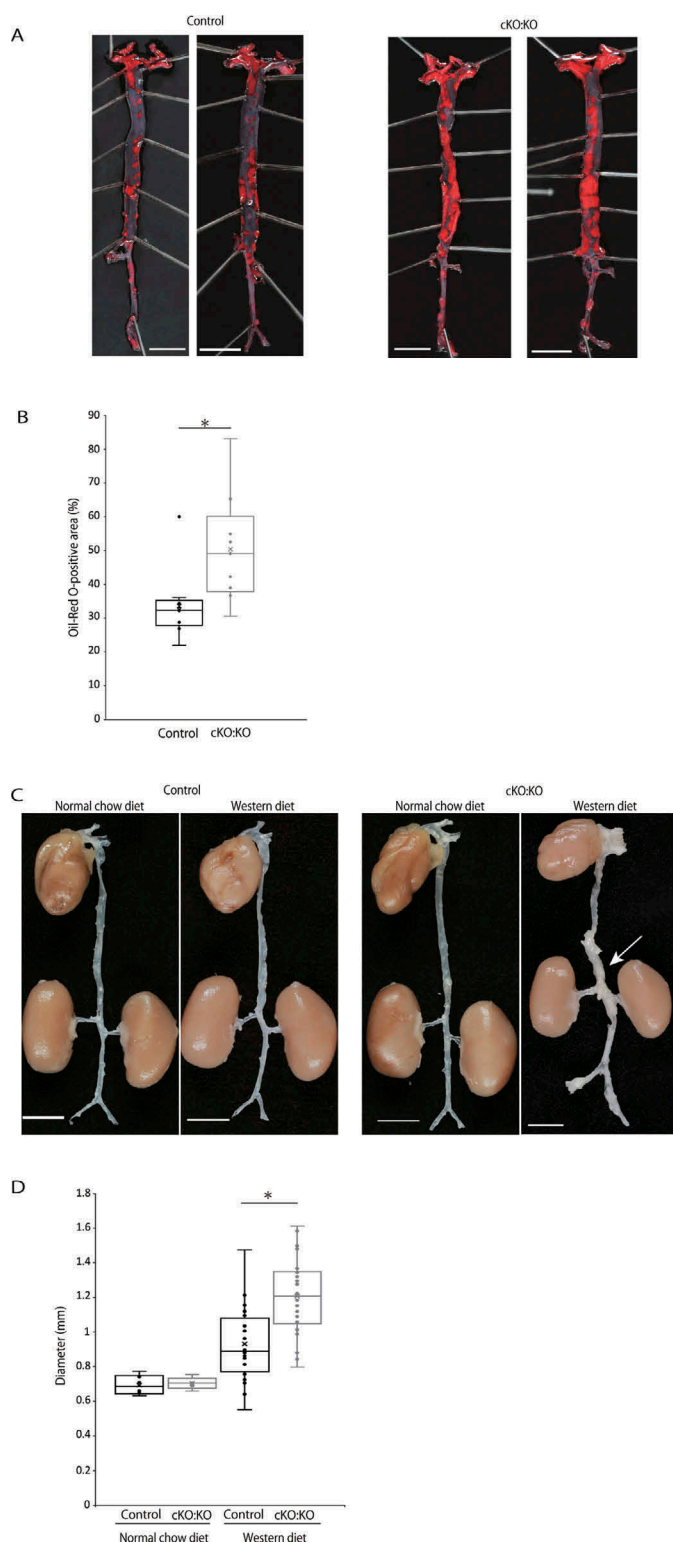 A
Control
cKO:KO
B
*
90
80
70
60
50
40
30
20
10
0
Oil-Red O-positive area (%)
Control cKO:KO
C
Control
cKO:KO
Normal chow diet
Western diet
Normal chow diet
Western diet
D
*
1.8
1.6
1.4
1.2
1
0.8
0.6
0.4
0.2
0
Diameter (mm)
Control cKO:KO Control cKO:KO
Normal chow diet Western diet